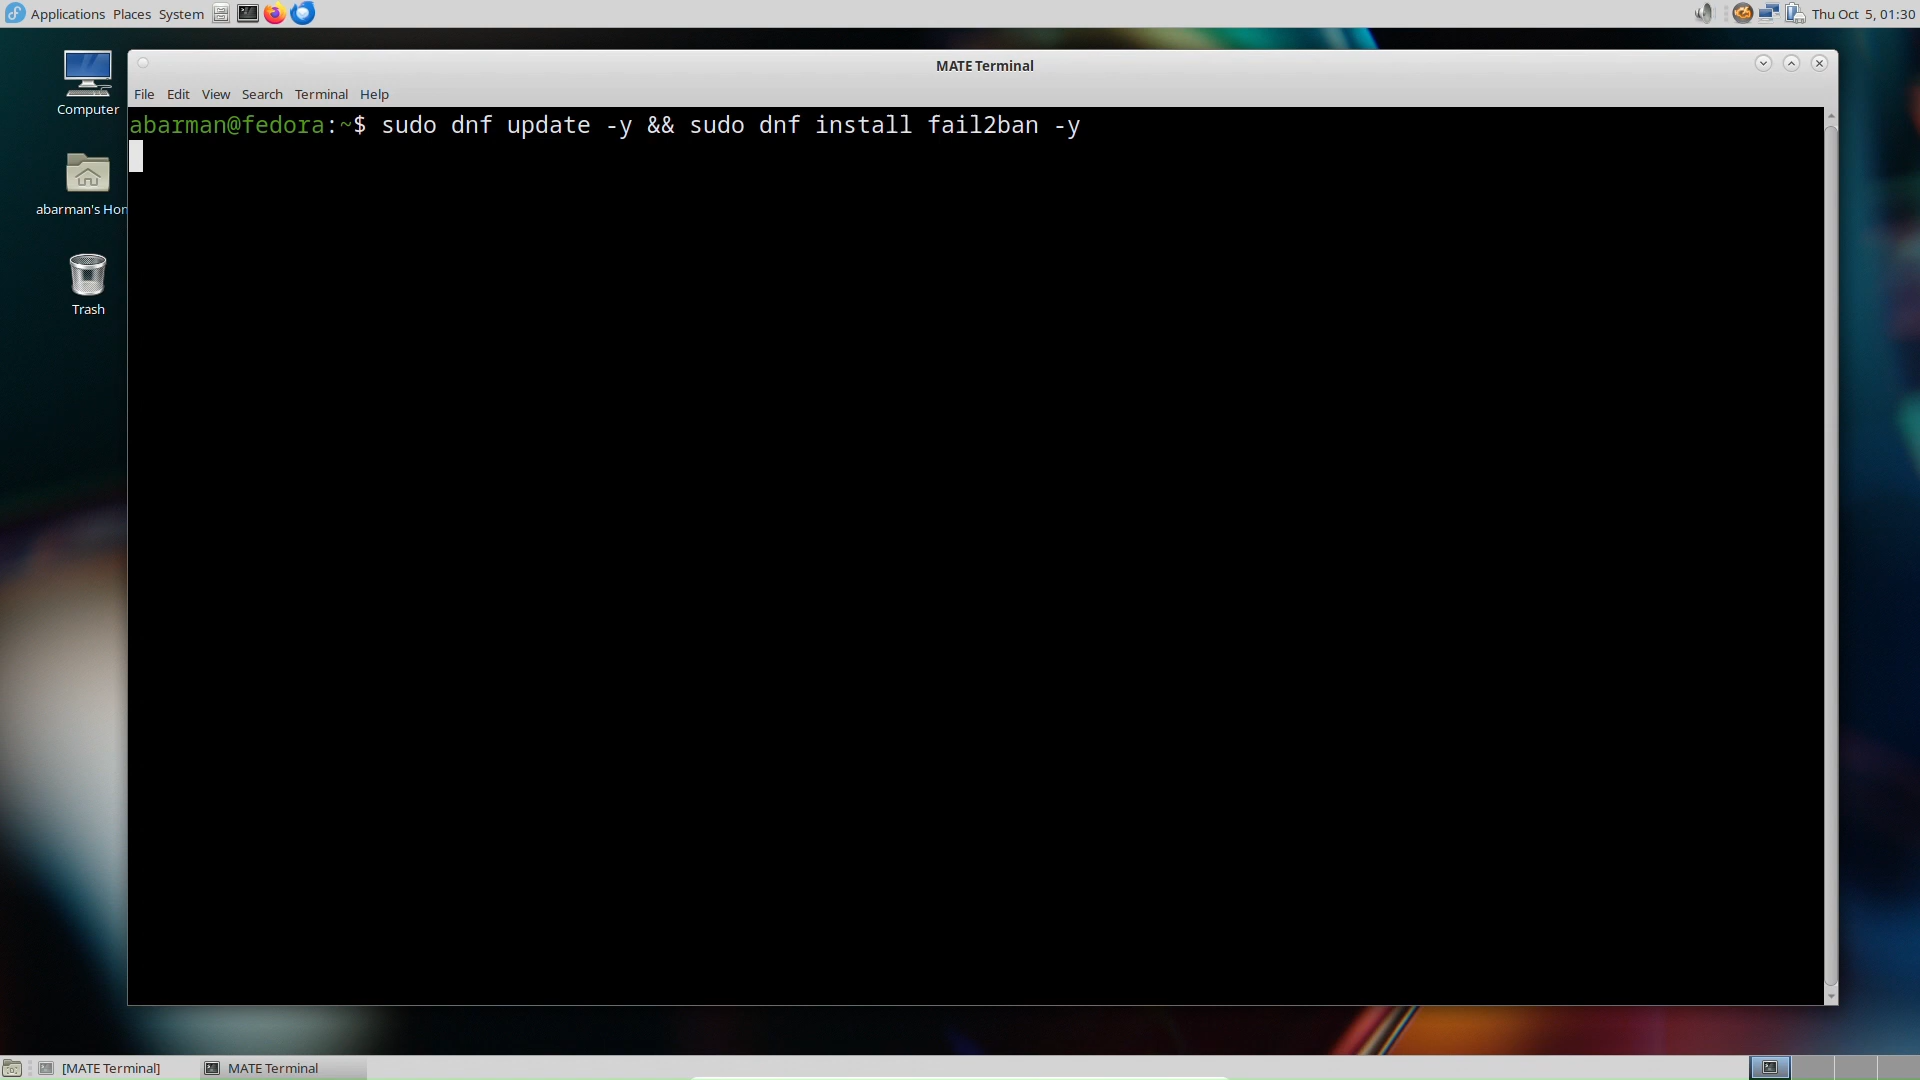 Applications Places System
Thu Oct 5, 01:30
Computer
abarman's Hon
Trash
MATE Terminal
File Edit View Search Terminal Help
abarman@fedora:~$ sudo dnf update -y && sudo dnf install fail2ban -y
[MATE Terminal]
MATE Terminal